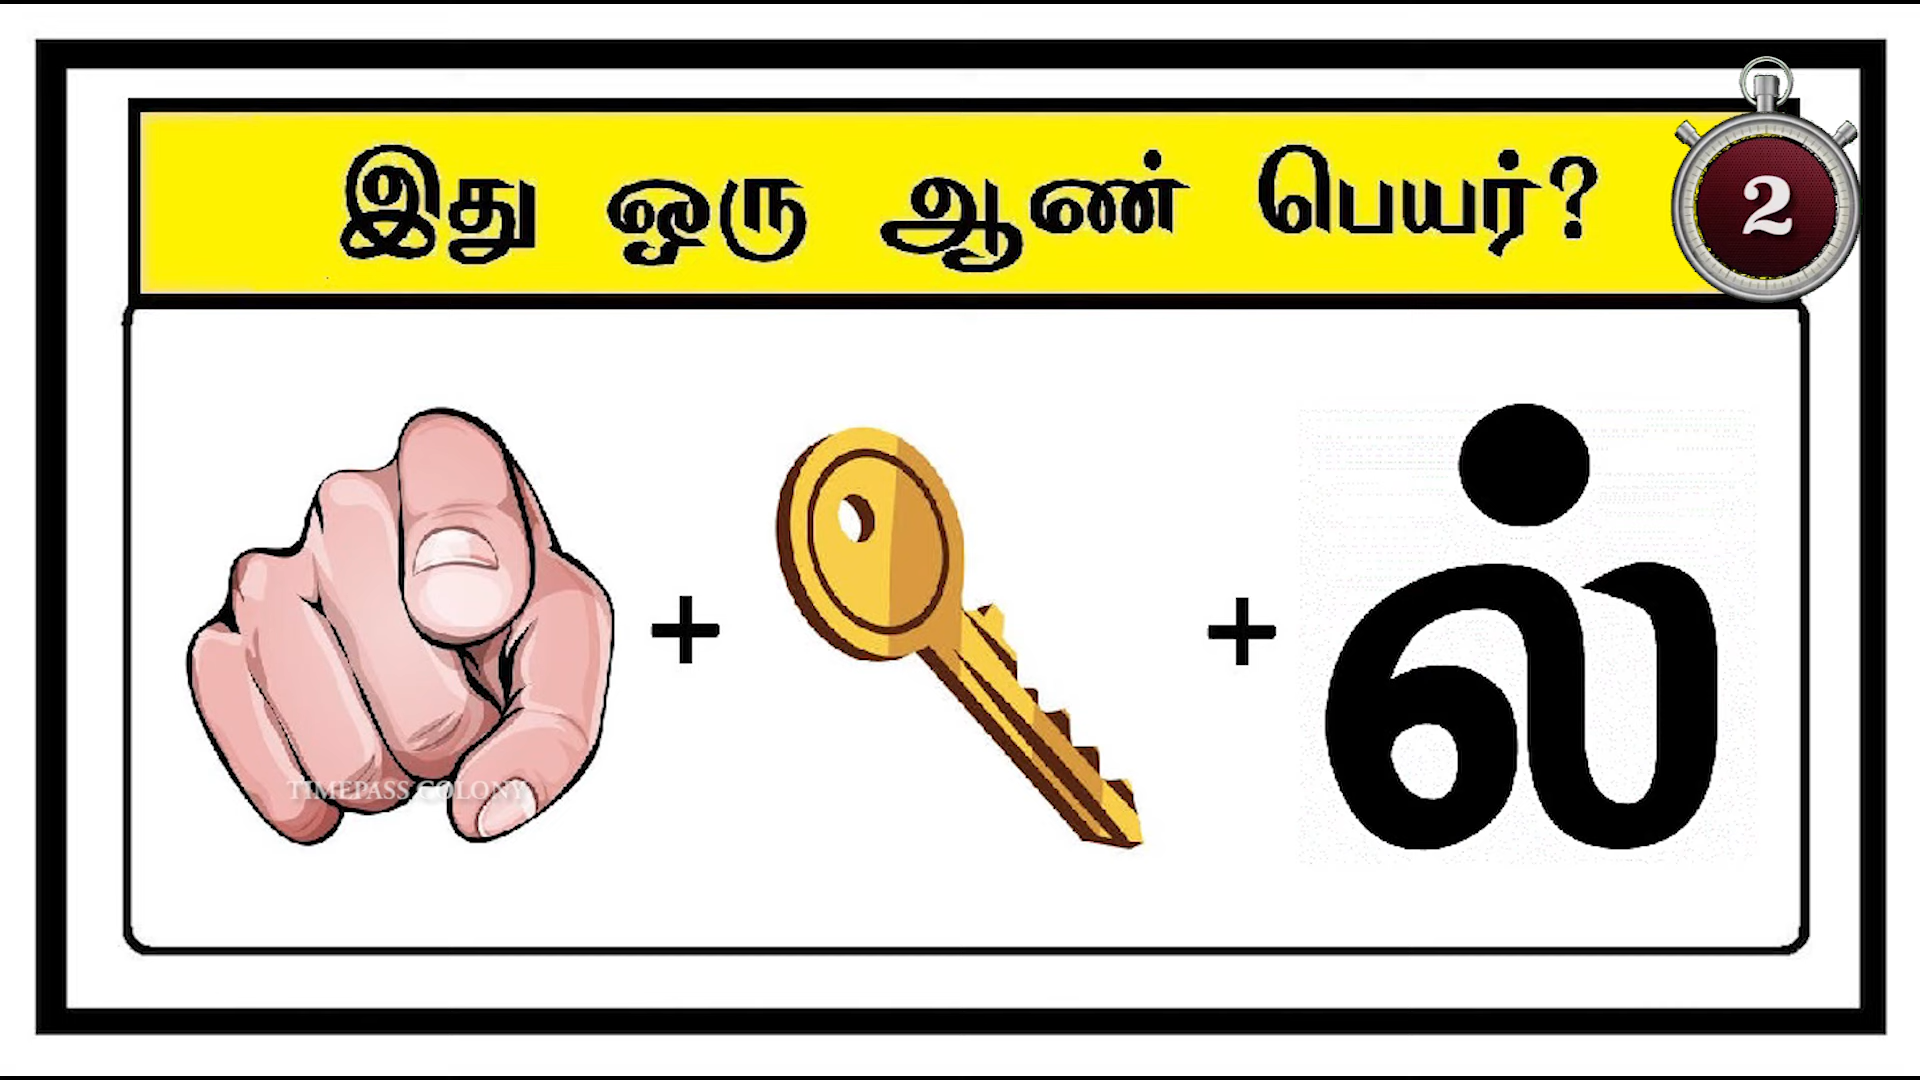 இது ஒரு ஆண் பெயர்?
2
+ + ல்
TIMEPASS COLONY